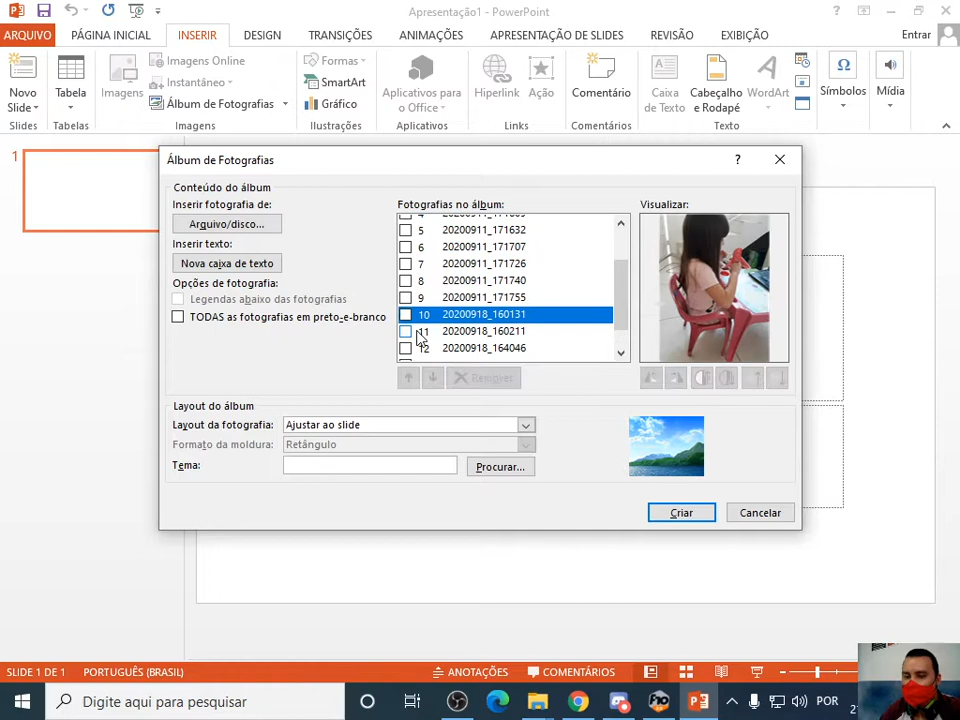 Apresentação1 - PowerPoint
ARQUIVO PÁGINA INICIAL INSERIR DESIGN TRANSIÇÕES ANIMAÇÕES APRESENTAÇÃO DE SLIDES REVISÃO EXIBIÇÃO Entrar
Novo Slide
Tabela
Imagens
Imagens Online
Instantâneo
Álbum de Fotografias
Formas
SmartArt
Gráfico
Aplicativos para o Office
Hiperlink
Ação
Comentário
Caixa de Texto
Cabeçalho e Rodapé
WordArt
Símbolos
Mídia
Slides Tabelas Imagens Ilustrações Aplicativos Links Comentários Texto
1
Álbum de Fotografias
Conteúdo do álbum
Inserir fotografia de:
Arquivo/disco...
Inserir texto:
Nova caixa de texto
Opções de fotografia:
Legendas abaixo das fotografias
TODAS as fotografias em preto-e-branco
Fotografias no álbum:
5 20200911_171632
6 20200911_171707
7 20200911_171726
8 20200911_171740
9 20200911_171755
10 20200918_160131
11 20200918_160211
12 20200918_164046
Remover
Visualizar:
Layout do álbum
Layout da fotografia: Ajustar ao slide
Formato da moldura: Retângulo
Tema: Procurar...
Criar Cancelar
SLIDE 1 DE 1 PORTUGUÊS (BRASIL) ANOTAÇÕES COMENTÁRIOS
Digite aqui para pesquisar
POR